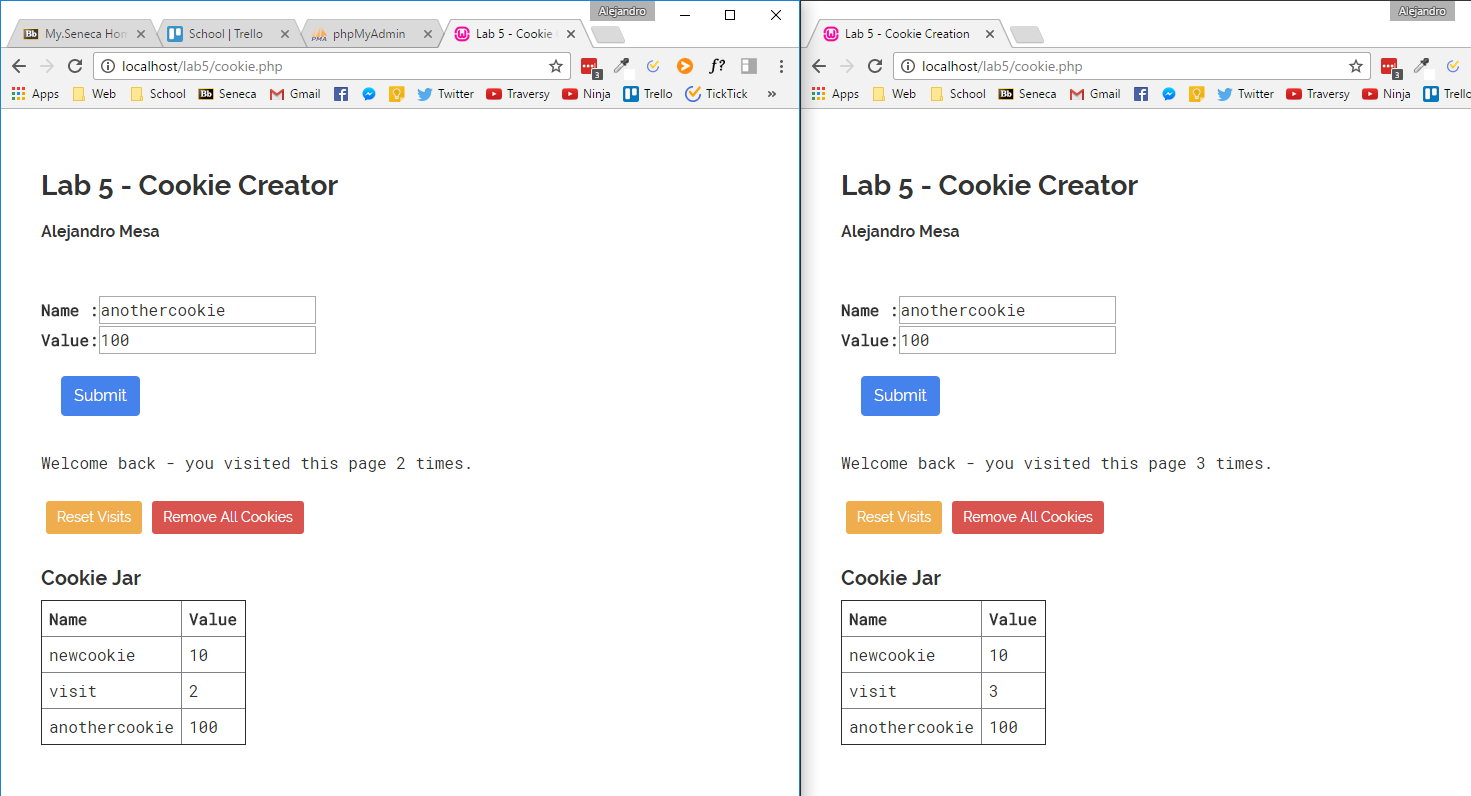 Alejandro
My.Seneca Hon
School | Trello
phpMyAdmin
Lab 5 - Cookie
localhost/lab5/cookie.php
3
f?
Apps Web School Bb Seneca Gmail Twitter Traversy Ninja Trello TickTick »
Lab 5 - Cookie Creator
Alejandro Mesa
Name :anothercookie
Value:100
Submit
Welcome back - you visited this page 2 times.
Reset Visits Remove All Cookies
Cookie Jar
Name Value
newcookie 10
visit 2
anothercookie 100
Alejandro
Lab 5 - Cookie Creation
localhost/lab5/cookie.php
3
Apps Web School Bb Seneca Gmail Twitter Traversy Ninja Trello
Lab 5 - Cookie Creator
Alejandro Mesa
Name :anothercookie
Value:100
Submit
Welcome back - you visited this page 3 times.
Reset Visits Remove All Cookies
Cookie Jar
Name Value
newcookie 10
visit 3
anothercookie 100